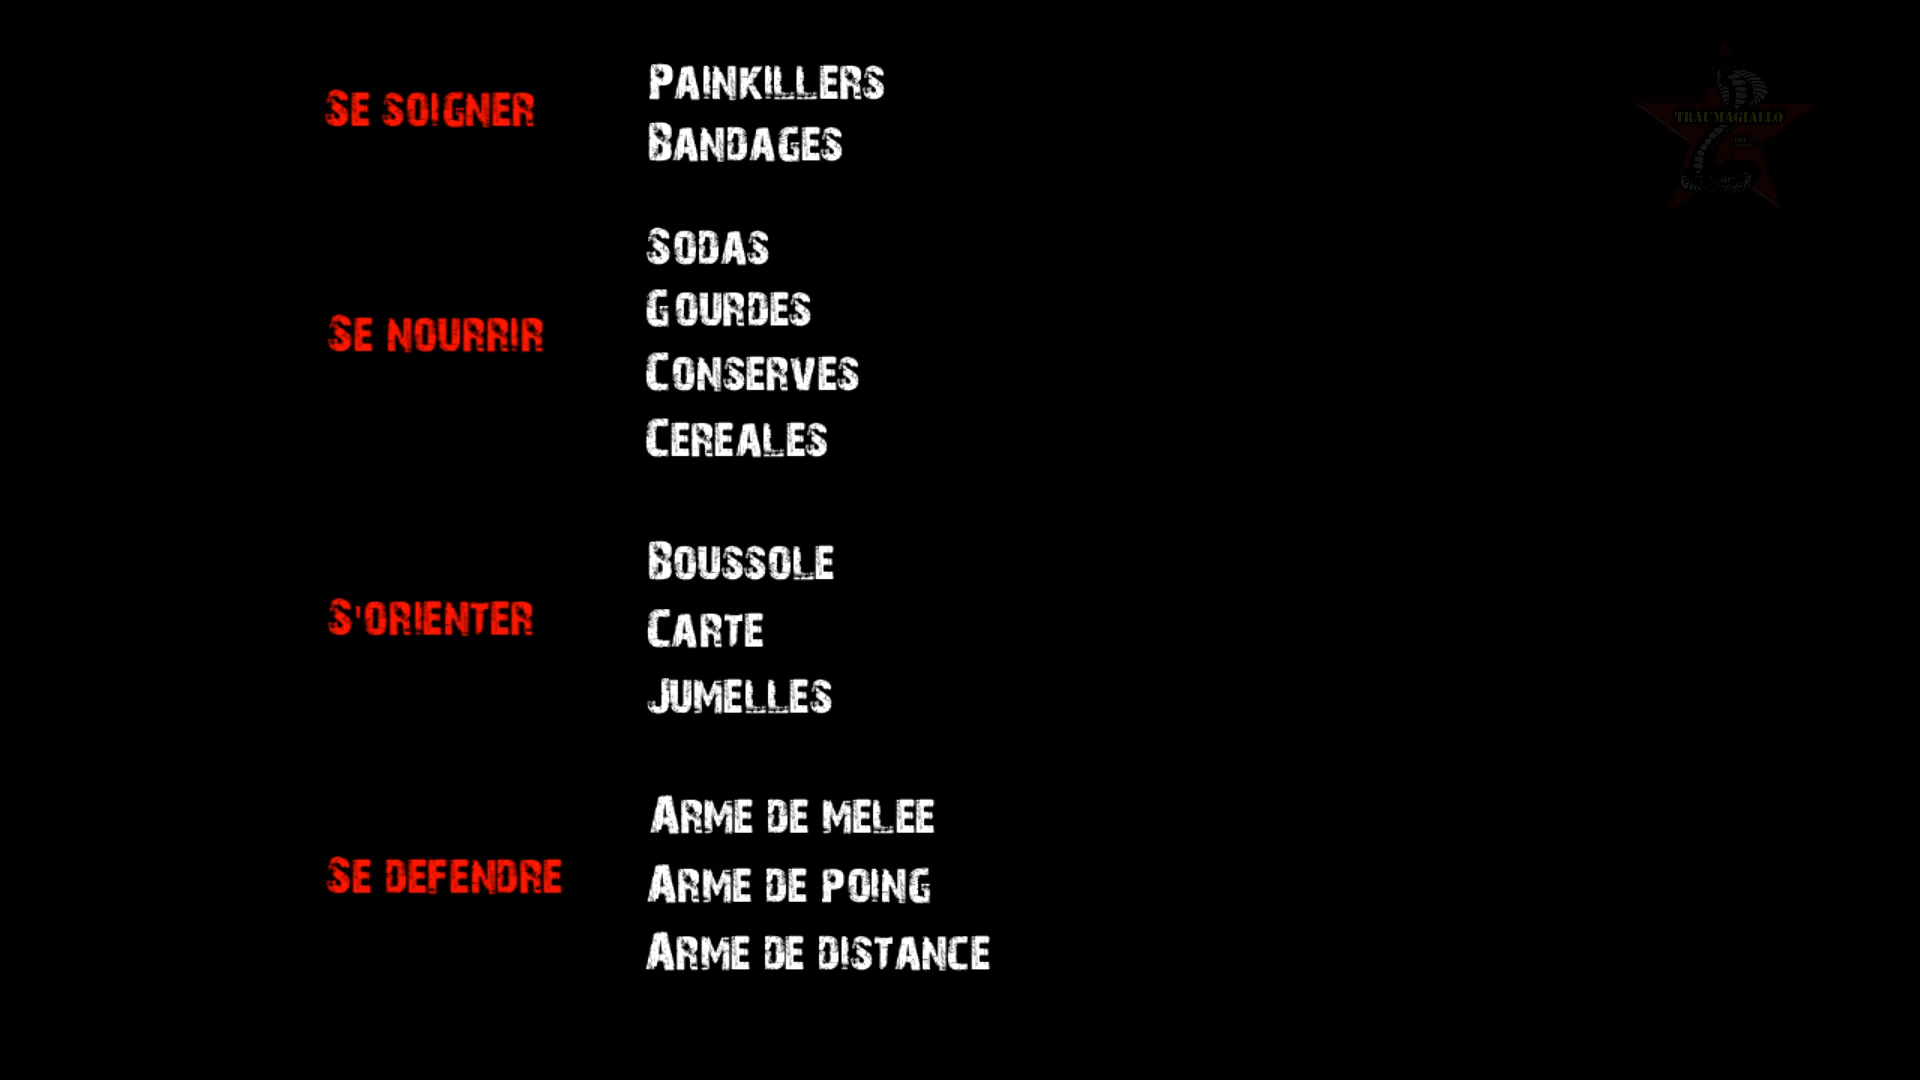 SE SOIGNER
PAINKILLERS
BANDAGES
SE NOURRIR
SODAS
GOURDES
CONSERVES
CEREALES
S'ORIENTER
BOUSSOLE
CARTE
JUMELLES
SE DEFENDRE
ARME DE MELEE
ARME DE POING
ARME DE DISTANCE
TRAUMAGIALLO